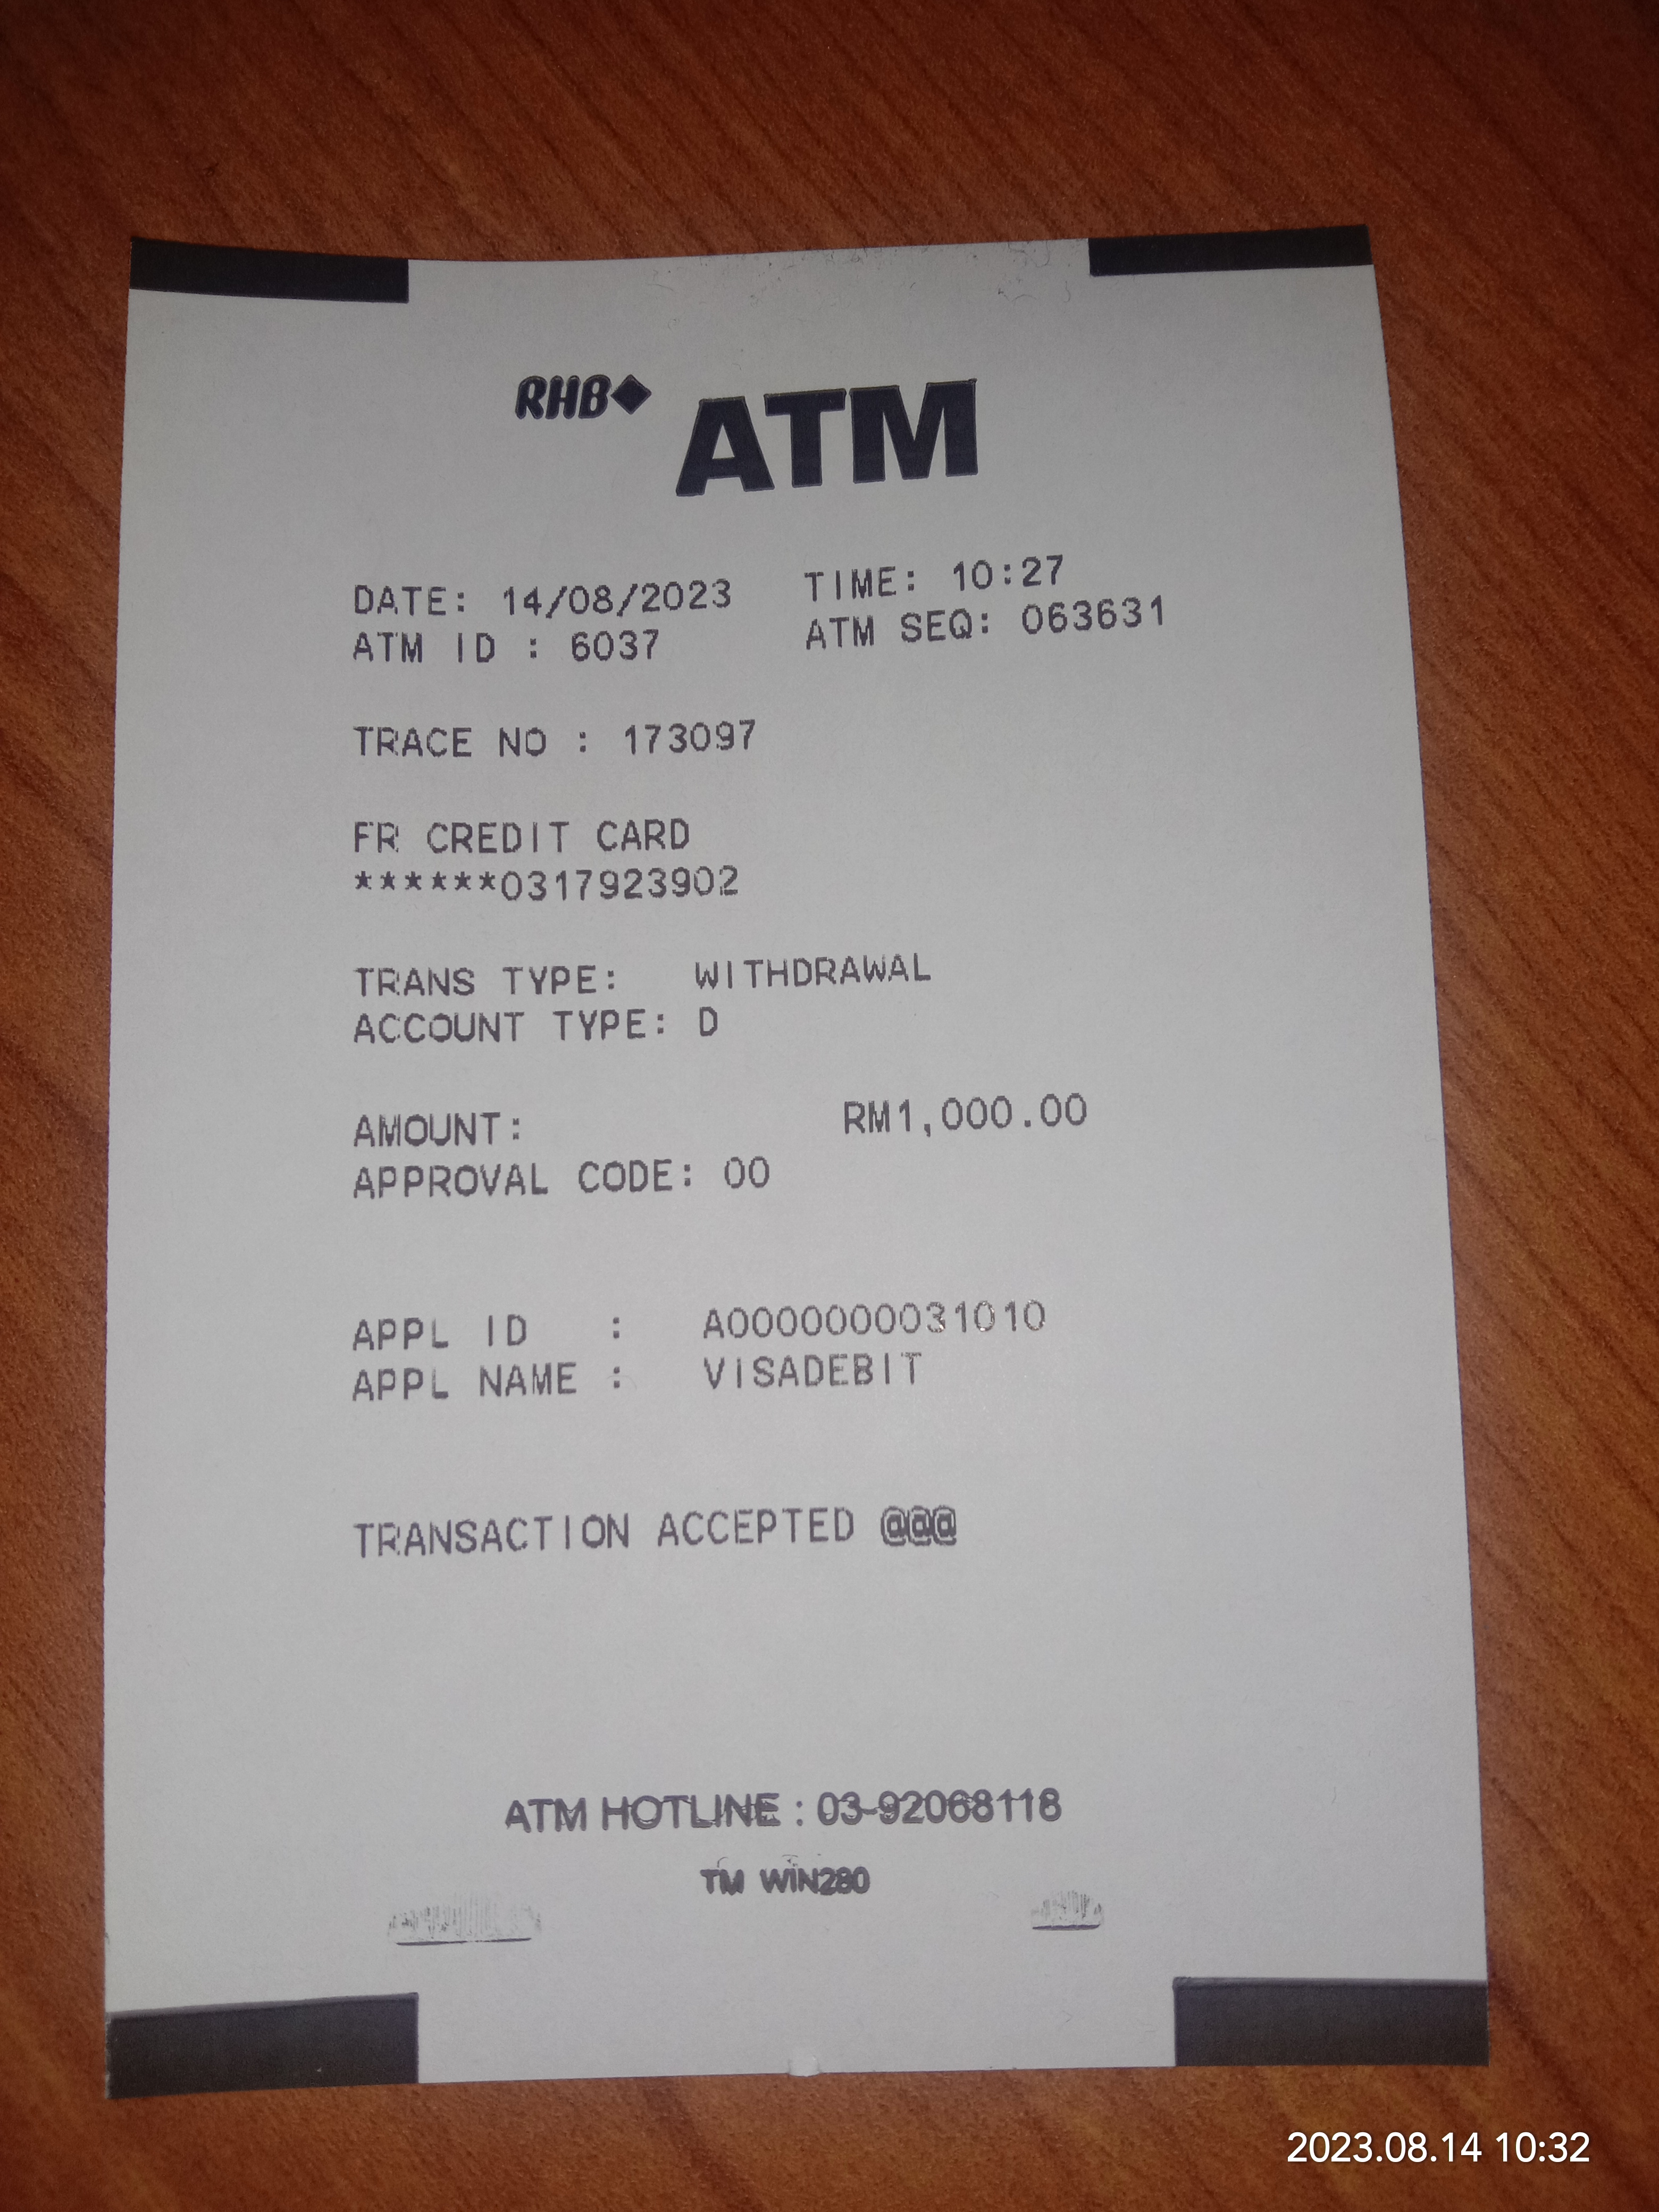 RHB ATM
DATE: 14/08/2023 TIME: 10:27
ATM ID : 6037 ATM SEQ: 063631
TRACE NO : 173097
FR CREDIT CARD
******0317923902
TRANS TYPE: WITHDRAWAL
ACCOUNT TYPE: D
AMOUNT: RM1,000.00
APPROVAL CODE: 00
APPL ID : A0000000031010
APPL NAME : VISADEBIT
TRANSACTION ACCEPTED @@@
ATM HOTLINE : 03-92068118
TM WIN280
2023.08.14 10:32